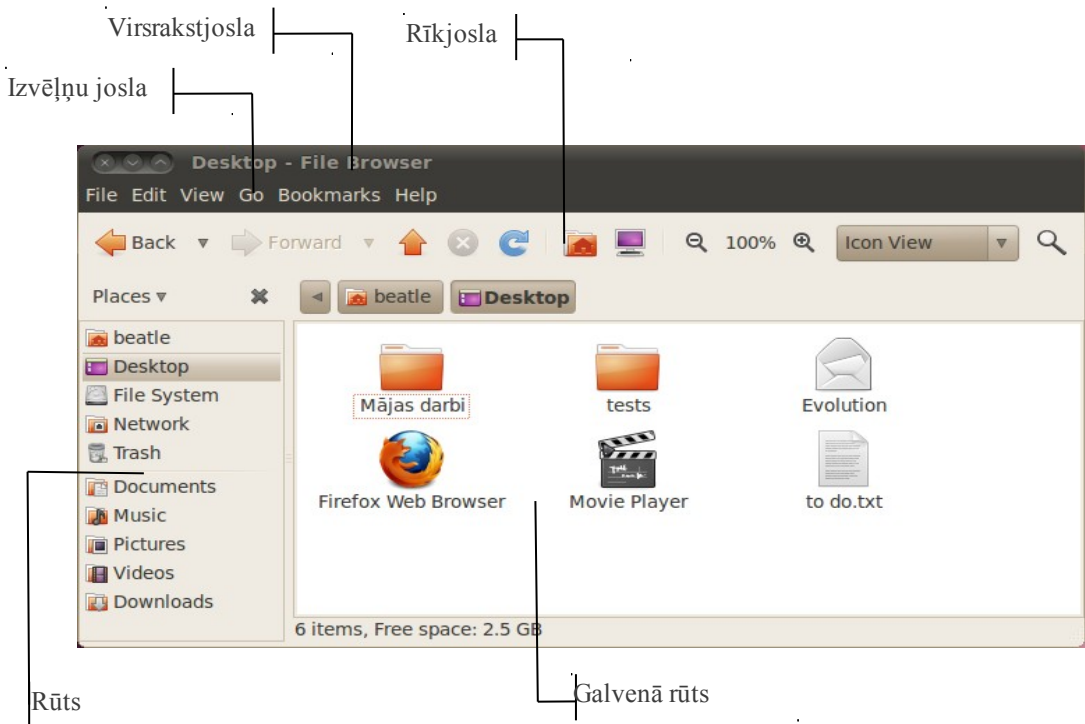 Virsrakstjosla
Rīkjosla
Izvēļņu josla
Desktop - File Browser
File Edit View Go Bookmarks Help
Back Forward 100% Icon View
Places beatle Desktop
beatle
Desktop
File System
Network
Trash
Documents
Music
Pictures
Videos
Downloads
Mājas darbi tests Evolution
Firefox Web Browser Movie Player to do.txt
6 items, Free space: 2.5 GB
Rūts
Galvenā rūts